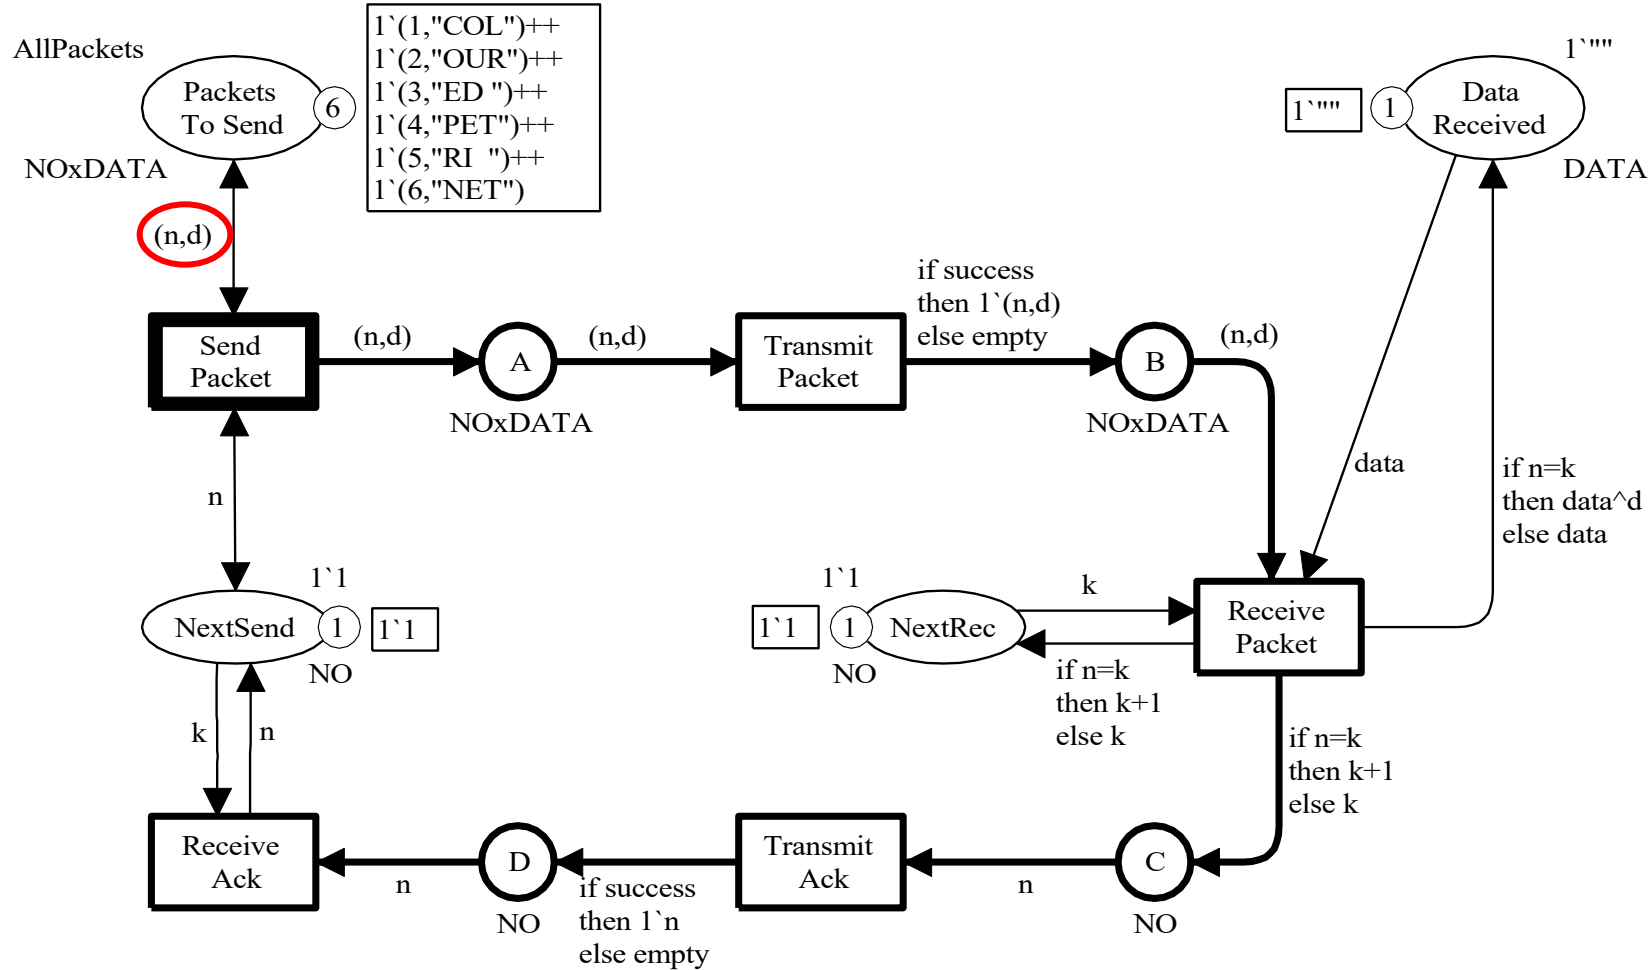 AllPackets
Packets
To Send
6
1`(1,"COL")++
1`(2,"OUR")++
1`(3,"ED ")++
1`(4,"PET")++
1`(5,"RI  ")++
1`(6,"NET")
NOxDATA
(n,d)
1`""
1`""
1
Data
Received
DATA
Send
Packet
(n,d)
A
NOxDATA
(n,d)
Transmit
Packet
if success
then 1`(n,d)
else empty
B
NOxDATA
(n,d)
data
if n=k
then data^d
else data
n
1`1
NextSend
1
1`1
NO
1`1
1`1
1
NextRec
NO
k
if n=k
then k+1
else k
Receive
Packet
if n=k
then k+1
else k
k
n
Receive
Ack
n
D
NO
if success
then 1`n
else empty
Transmit
Ack
n
C
NO